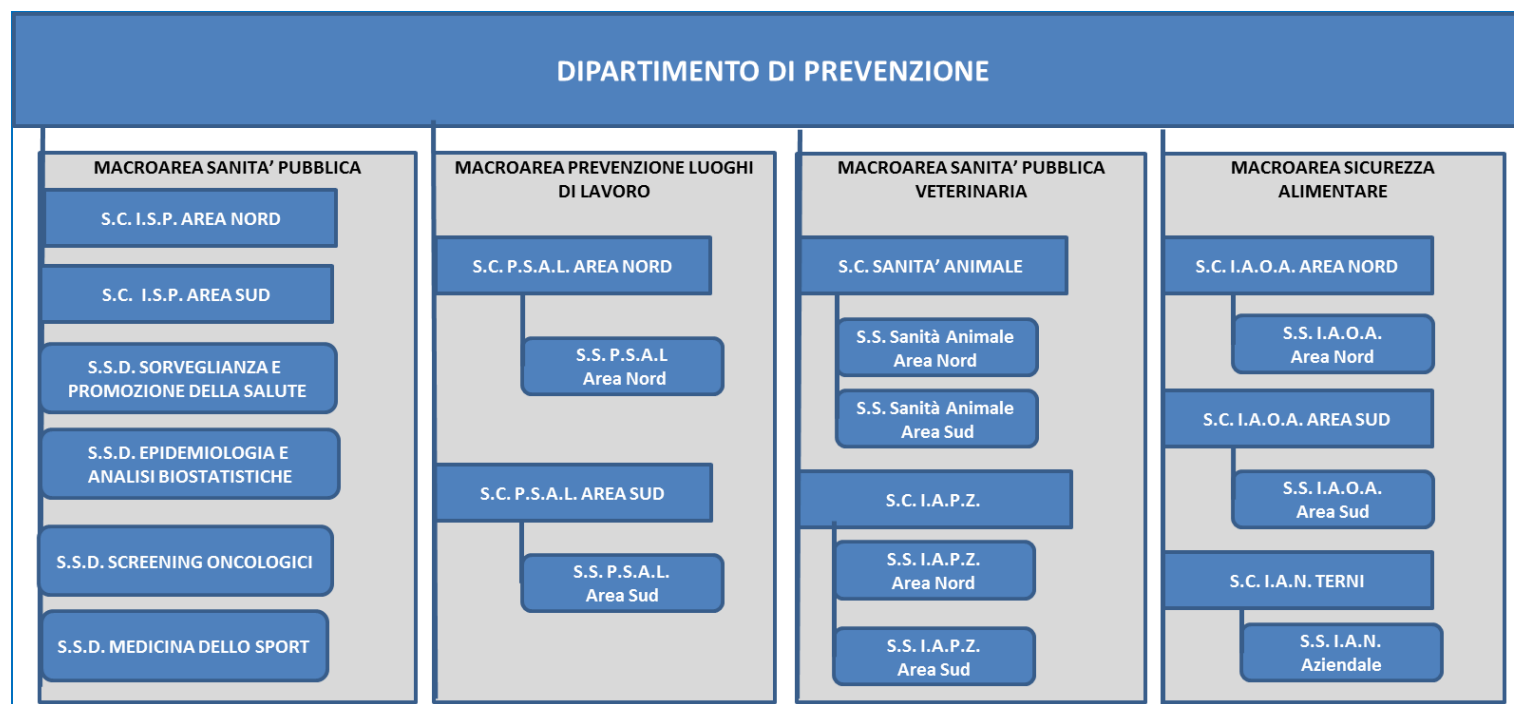 DIPARTIMENTO DI PREVENZIONE
MACROAREA SANITA’ PUBBLICA
S.C. I.S.P. AREA NORD
S.C. I.S.P. AREA SUD
S.S.D. SORVEGLIANZA E
PROMOZIONE DELLA SALUTE
S.S.D. EPIDEMIOLOGIA E
ANALISI BIOSTATISTICHE
S.S.D. SCREENING ONCOLOGICI
S.S.D. MEDICINA DELLO SPORT
MACROAREA PREVENZIONE LUOGHI
DI LAVORO
S.C. P.S.A.L. AREA NORD
S.S. P.S.A.L
Area Nord
S.C. P.S.A.L. AREA SUD
S.S. P.S.A.L.
Area Sud
MACROAREA SANITA’ PUBBLICA
VETERINARIA
S.C. SANITA’ ANIMALE
S.S. Sanità Animale
Area Nord
S.S. Sanità Animale
Area Sud
S.C. I.A.P.Z.
S.S. I.A.P.Z.
Area Nord
S.S. I.A.P.Z.
Area Sud
MACROAREA SICUREZZA
ALIMENTARE
S.C. I.A.O.A. AREA NORD
S.S. I.A.O.A.
Area Nord
S.C. I.A.O.A. AREA SUD
S.S. I.A.O.A.
Area Sud
S.C. I.A.N. TERNI
S.S. I.A.N.
Aziendale